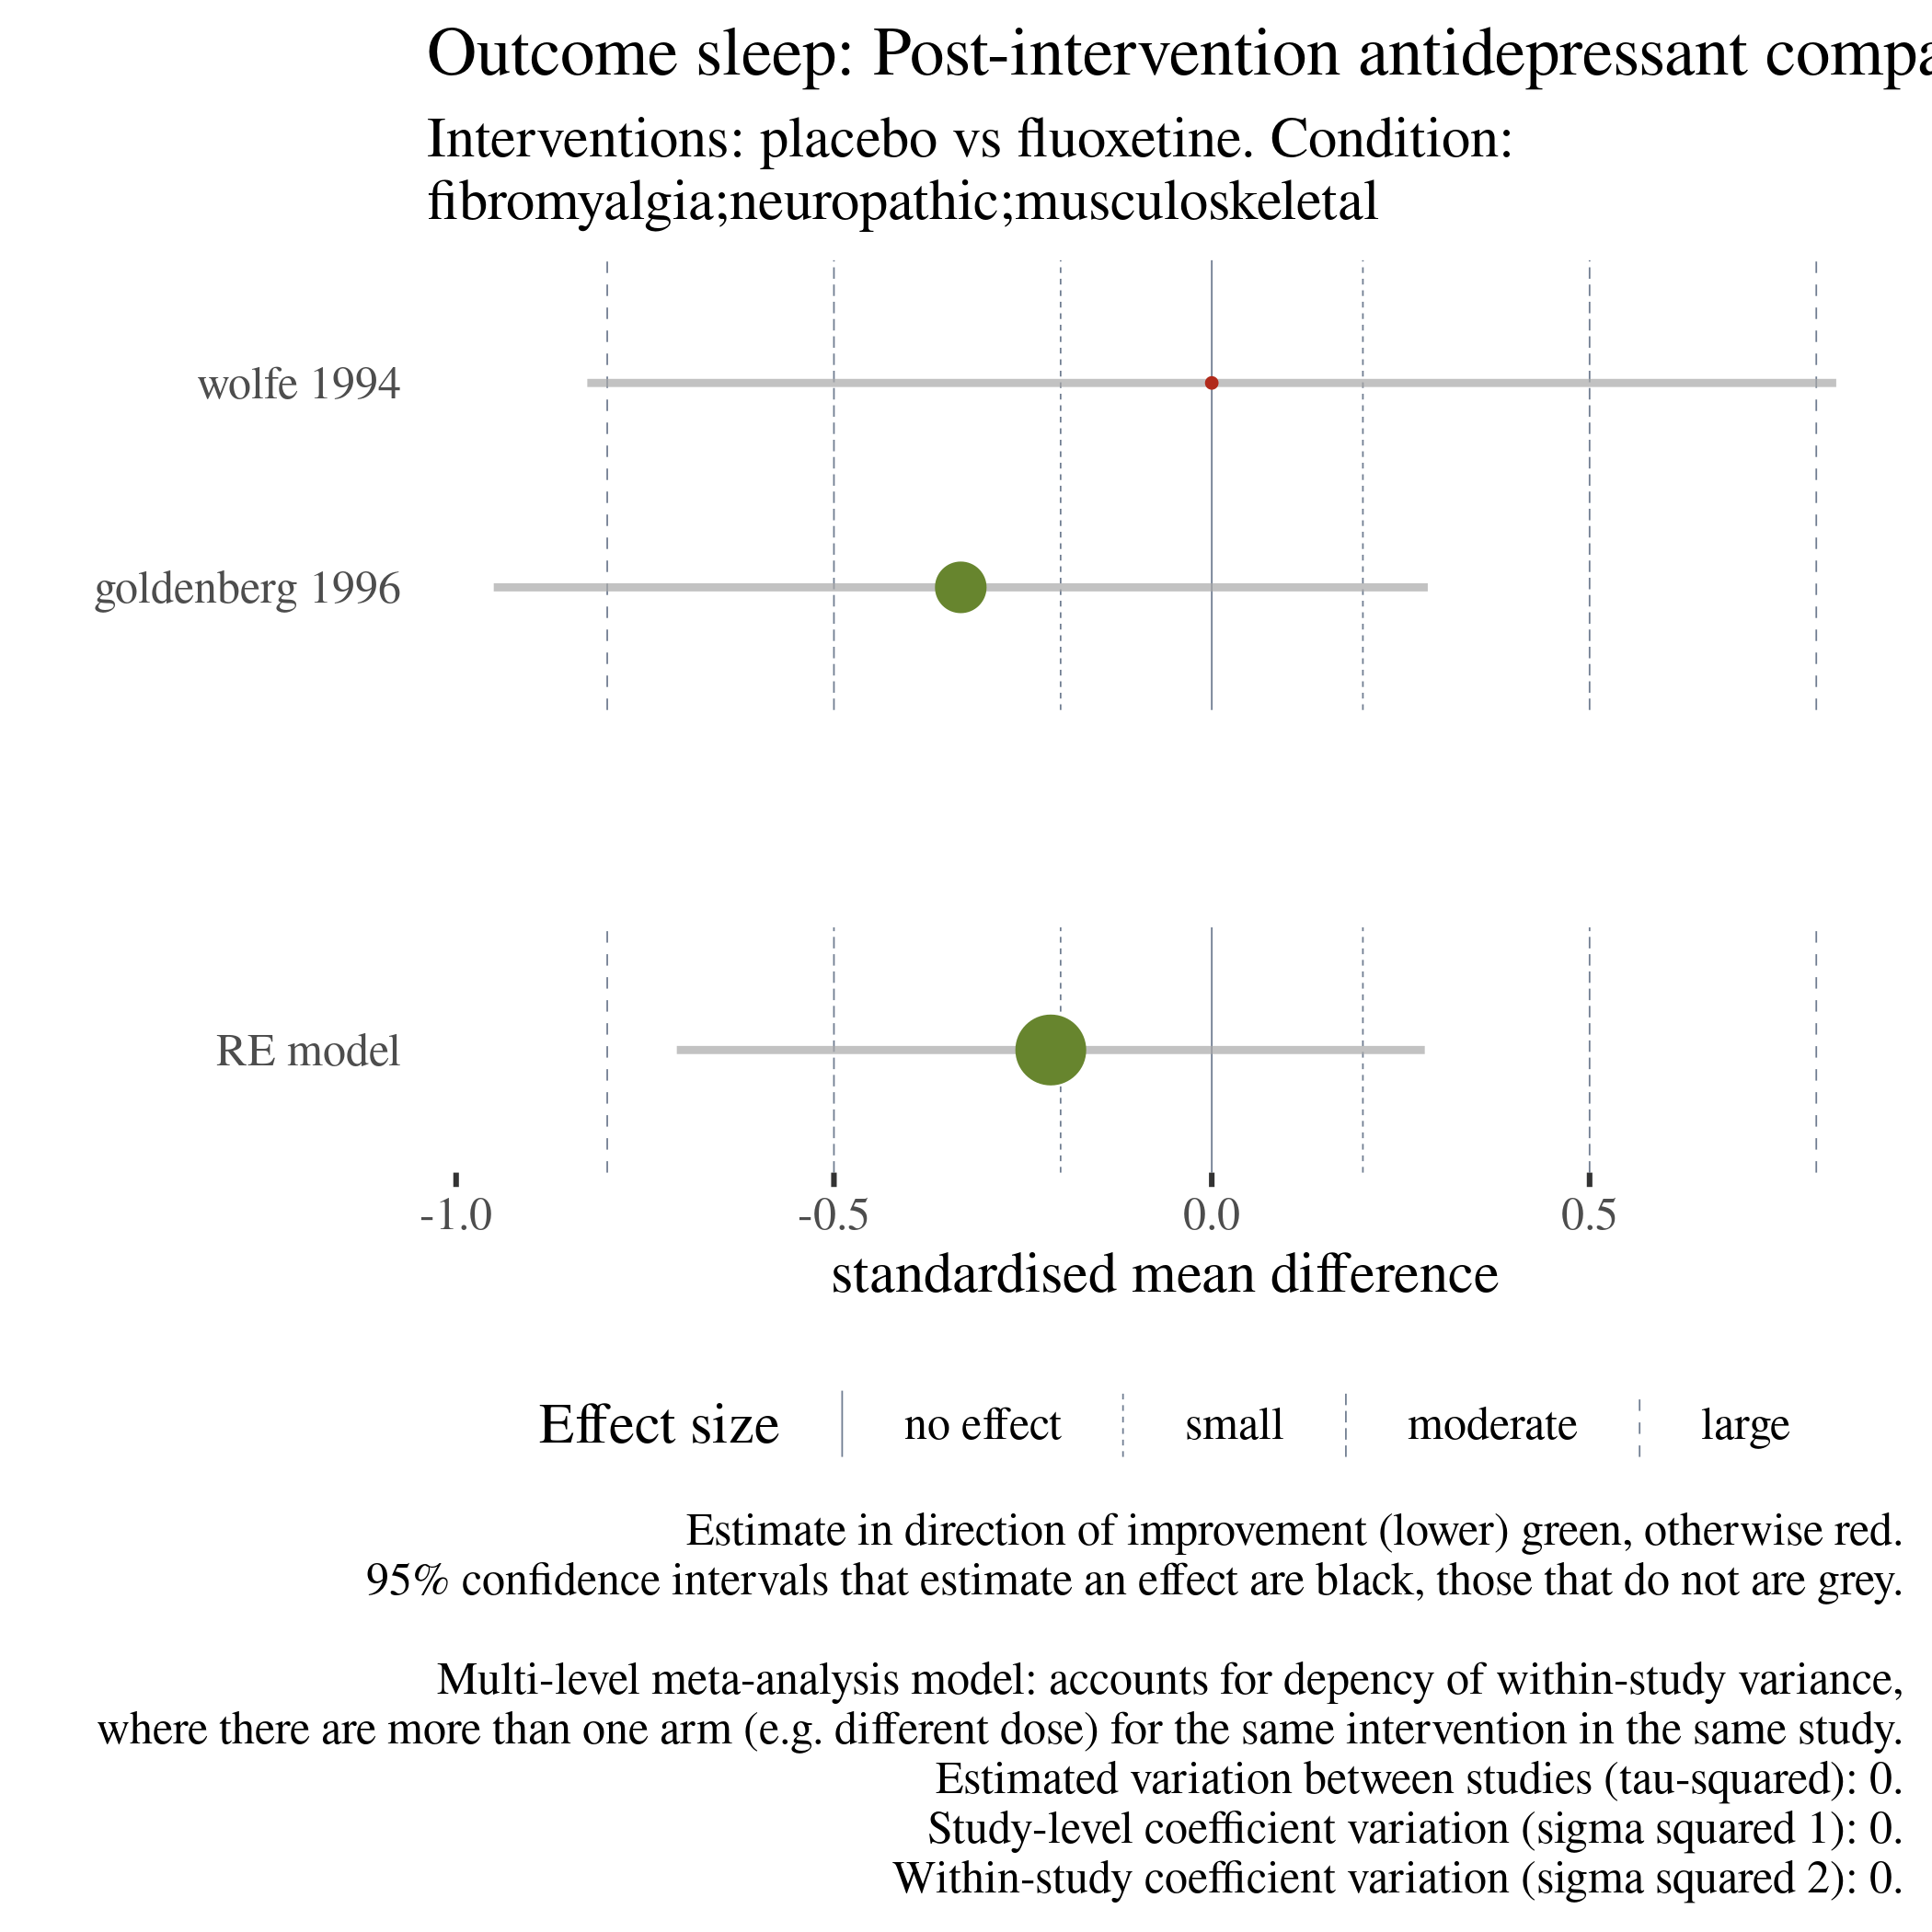 Outcome sleep: Post-intervention antidepressant compa
Interventions: placebo vs fluoxetine. Condition:
fibromyalgia;neuropathic;musculoskeletal
wolfe 1994
goldenberg 1996
RE model
-1.0 -0.5 0.0 0.5
standardised mean difference
Effect size no effect small moderate large
Estimate in direction of improvement (lower) green, otherwise red.
95% confidence intervals that estimate an effect are black, those that do not are grey.
Multi-level meta-analysis model: accounts for depency of within-study variance,
where there are more than one arm (e.g. different dose) for the same intervention in the same study.
Estimated variation between studies (tau-squared): 0.
Study-level coefficient variation (sigma squared 1): 0.
Within-study coefficient variation (sigma squared 2): 0.